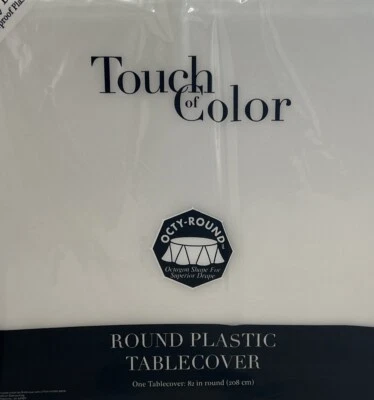 Touch
of
Color
OCTY-ROUND™
Octagon Shape For
Superior Drape
ROUND PLASTIC
TABLECOVER
One Tablecover: 82 in round (208 cm)